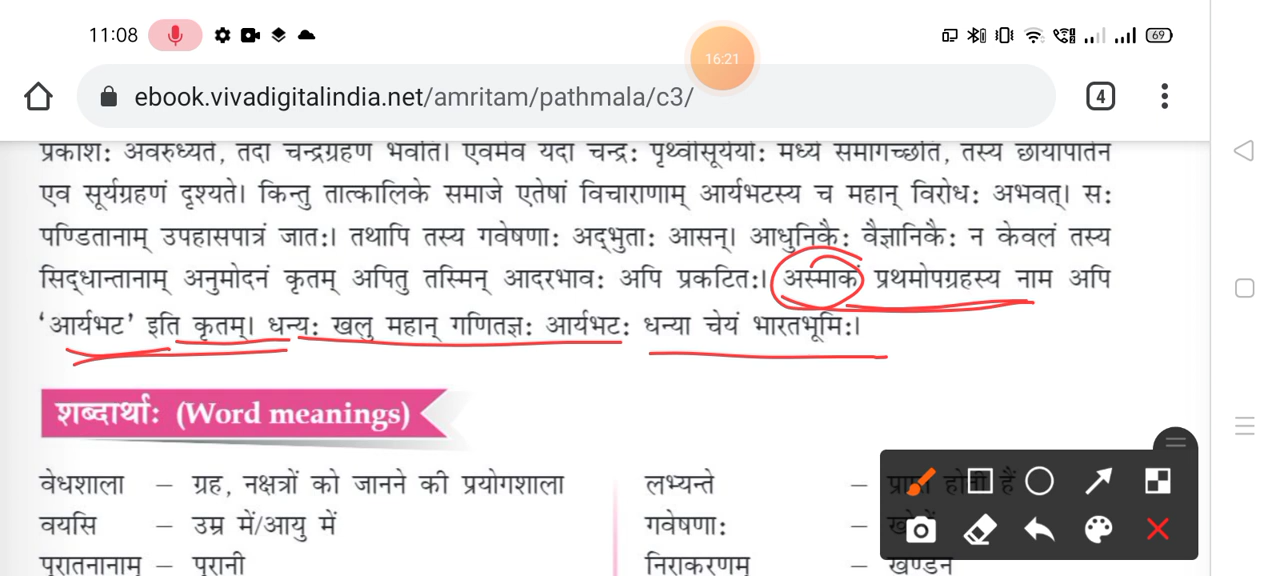 11:08
16:21
69
ebook.vivadigitalindia.net/amritam/pathmala/c3/
4
प्रकाश: अवरुध्यते, तदा चन्द्रग्रहणं भवति। एवमेव यदा चन्द्र: पृथ्वीसूर्ययो: मध्ये समागच्छति, तस्य छायापातेन
एव सूर्यग्रहणं दृश्यते। किन्तु तात्कालिके समाजे एतेषां विचाराणाम् आर्यभटस्य च महान् विरोध: अभवत्। स:
पण्डितानाम् उपहासपात्रं जात:। तथापि तस्य गवेषणा: अद्‌भुता: आसन्। आधुनिकै: वैज्ञानिकै: न केवलं तस्य
सिद्‌धान्तानाम् अनुमोदनं कृतम् अपितु तस्मिन् आदरभाव: अपि प्रकटित:। अस्माकं प्रथमोपग्रहस्य नाम अपि
‘आर्यभट’ इति कृतम्। धन्य: खलु महान् गणितज्ञ: आर्यभट: धन्या चेयं भारतभूमि:।
शब्दार्था: (Word meanings)
वेधशाला – ग्रह, नक्षत्रों को जानने की प्रयोगशाला
लभ्यन्ते – प्राप्त होती हैं
वयसि – उम्र में/आयु में
गवेषणा: –
पुरातनानाम् – पुरानी
निराकरणम् – खण्डन